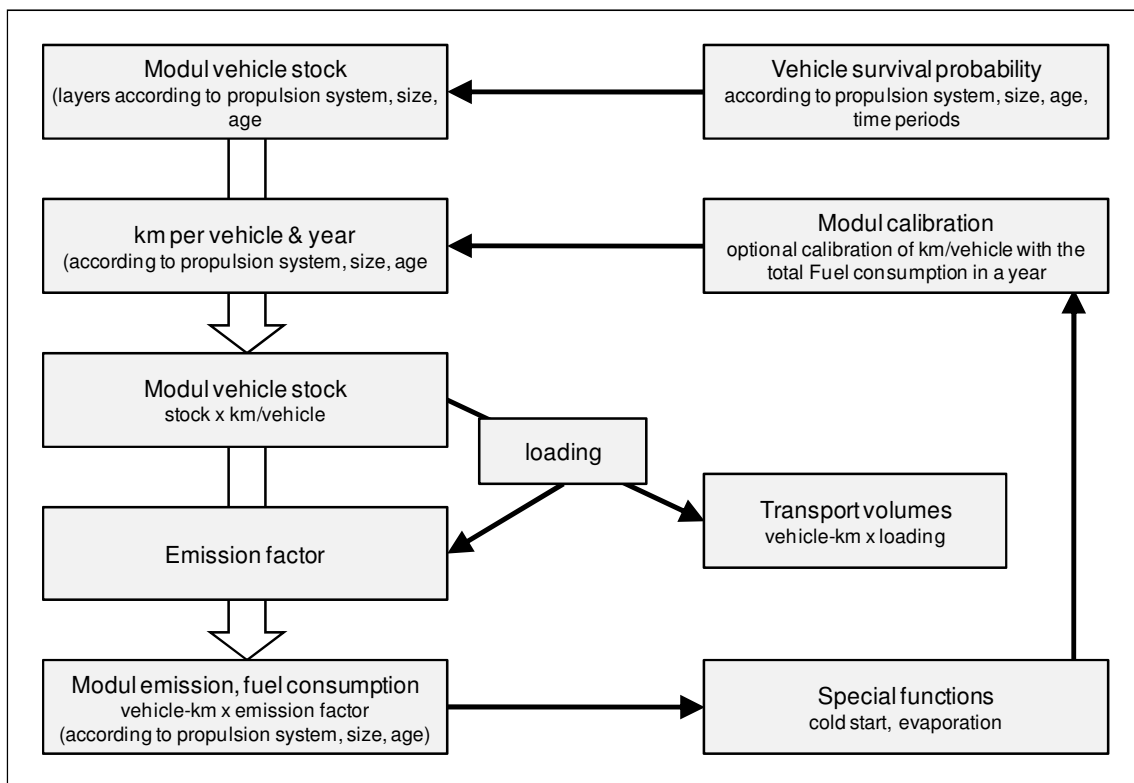 Modul vehicle stock
(layers according to propulsion system, size,
age
Vehicle survival probability
according to propulsion system, size, age,
time periods
km per vehicle & year
(according to propulsion system, size, age
Modul calibration
optional calibration of km/vehicle with the
total Fuel consumption in a year
Modul vehicle stock
stock x km/vehicle
loading
Transport volumes
vehicle-km x loading
Emission factor
Modul emission, fuel consumption
vehicle-km x emission factor
(according to propulsion system, size, age)
Special functions
cold start, evaporation